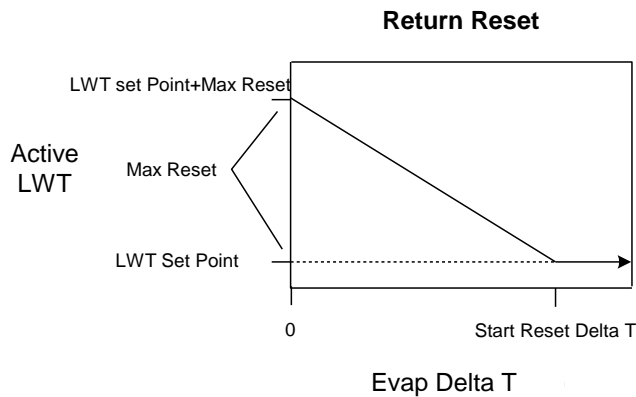 Return Reset
LWT set Point+Max Reset
Active
LWT
Max Reset
LWT Set Point
0
Start Reset Delta T
Evap Delta T